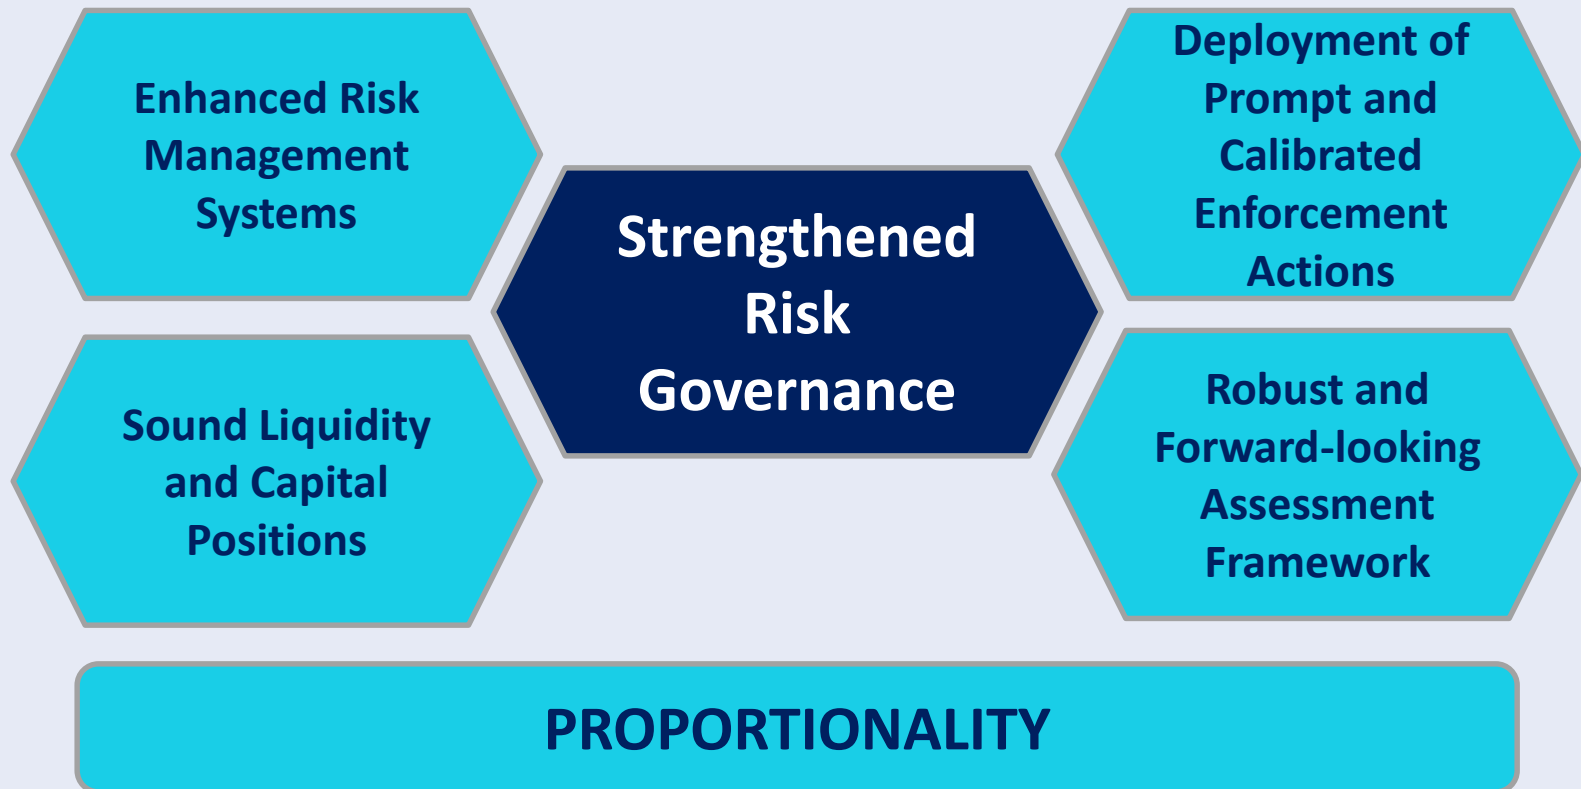 Enhanced Risk
Management
Systems
Sound Liquidity
and Capital
Positions
Strengthened
Risk
Governance
Deployment of
Prompt and
Calibrated
Enforcement
Actions
Robust and
Forward-looking
Assessment
Framework
PROPORTIONALITY